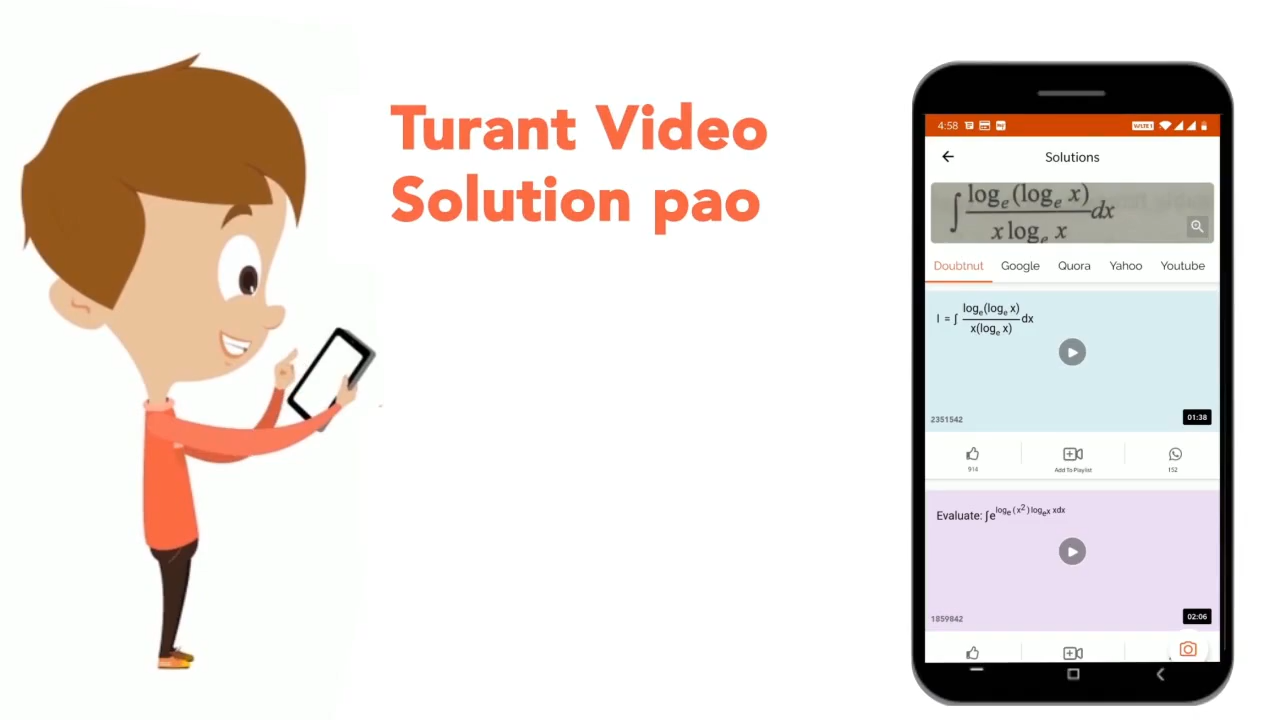 Turant Video
Solution pao
4:58
VoLTE1
Solutions
∫ logₑ(logₑ x) / x logₑ x dx
Doubtnut Google Quora Yahoo Youtube
I = ∫ logₑ(logₑ x) / x(logₑ x) dx
2351542 01:38
914 Add To Playlist 152
Evaluate: ∫e^logₑ(x²)logₑx xdx
1859842 02:06